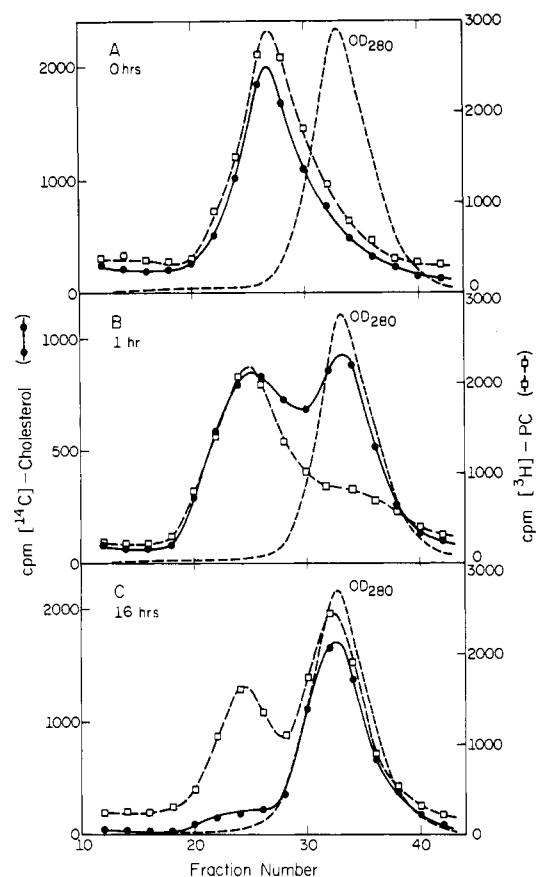 A
0 hrs
OD280
2000
1000
0
3000
2000
1000
0
B
1 hr
OD280
1000
500
0
3000
2000
1000
0
C
16 hrs
OD280
2000
1000
0
3000
2000
1000
0
10 20 30 40
Fraction Number
cpm [14C]-Cholesterol (●—●)
cpm [3H]-PC (□-□)